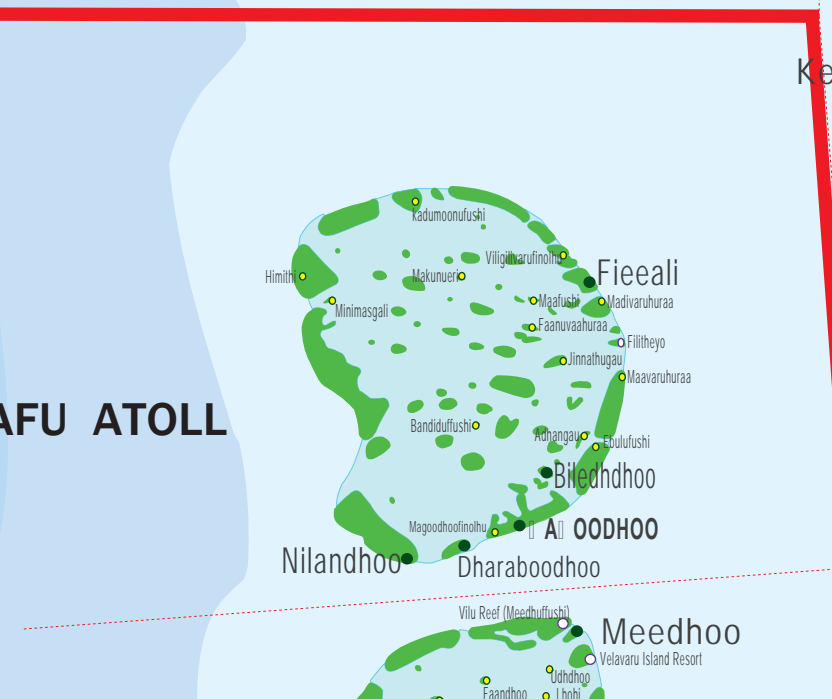 Ke
Kadumoonufushi
Viligillvarufinolhu
Fieeali
Himithi
Makunueri
Minimasgali
Maafushi
Madivaruhuraa
Faanuvaahuraa
Filitheyo
Jinnathugau
Maavaruhuraa
AFU ATOLL
Bandiduffushi
Adhangau
Ebulufushi
Biledhdhoo
Magoodhoofinolhu
A OODHOO
Nilandhoo
Dharaboodhoo
Vilu Reef (Meedhuffushi)
Meedhoo
Velavaru Island Resort
Udhdhoo
Faandhoo
Lhohi